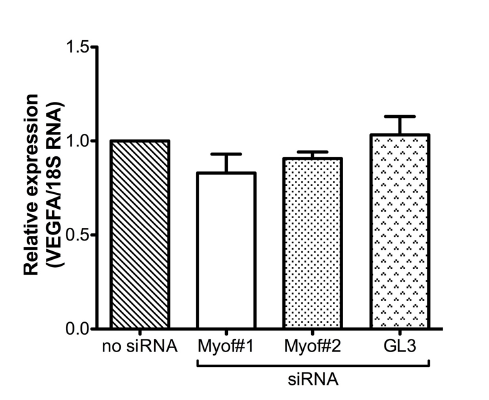 Relative expression
(VEGFA/18S RNA)
1.5
1.0
0.5
0.0
no siRNA Myof#1 Myof#2 GL3
siRNA